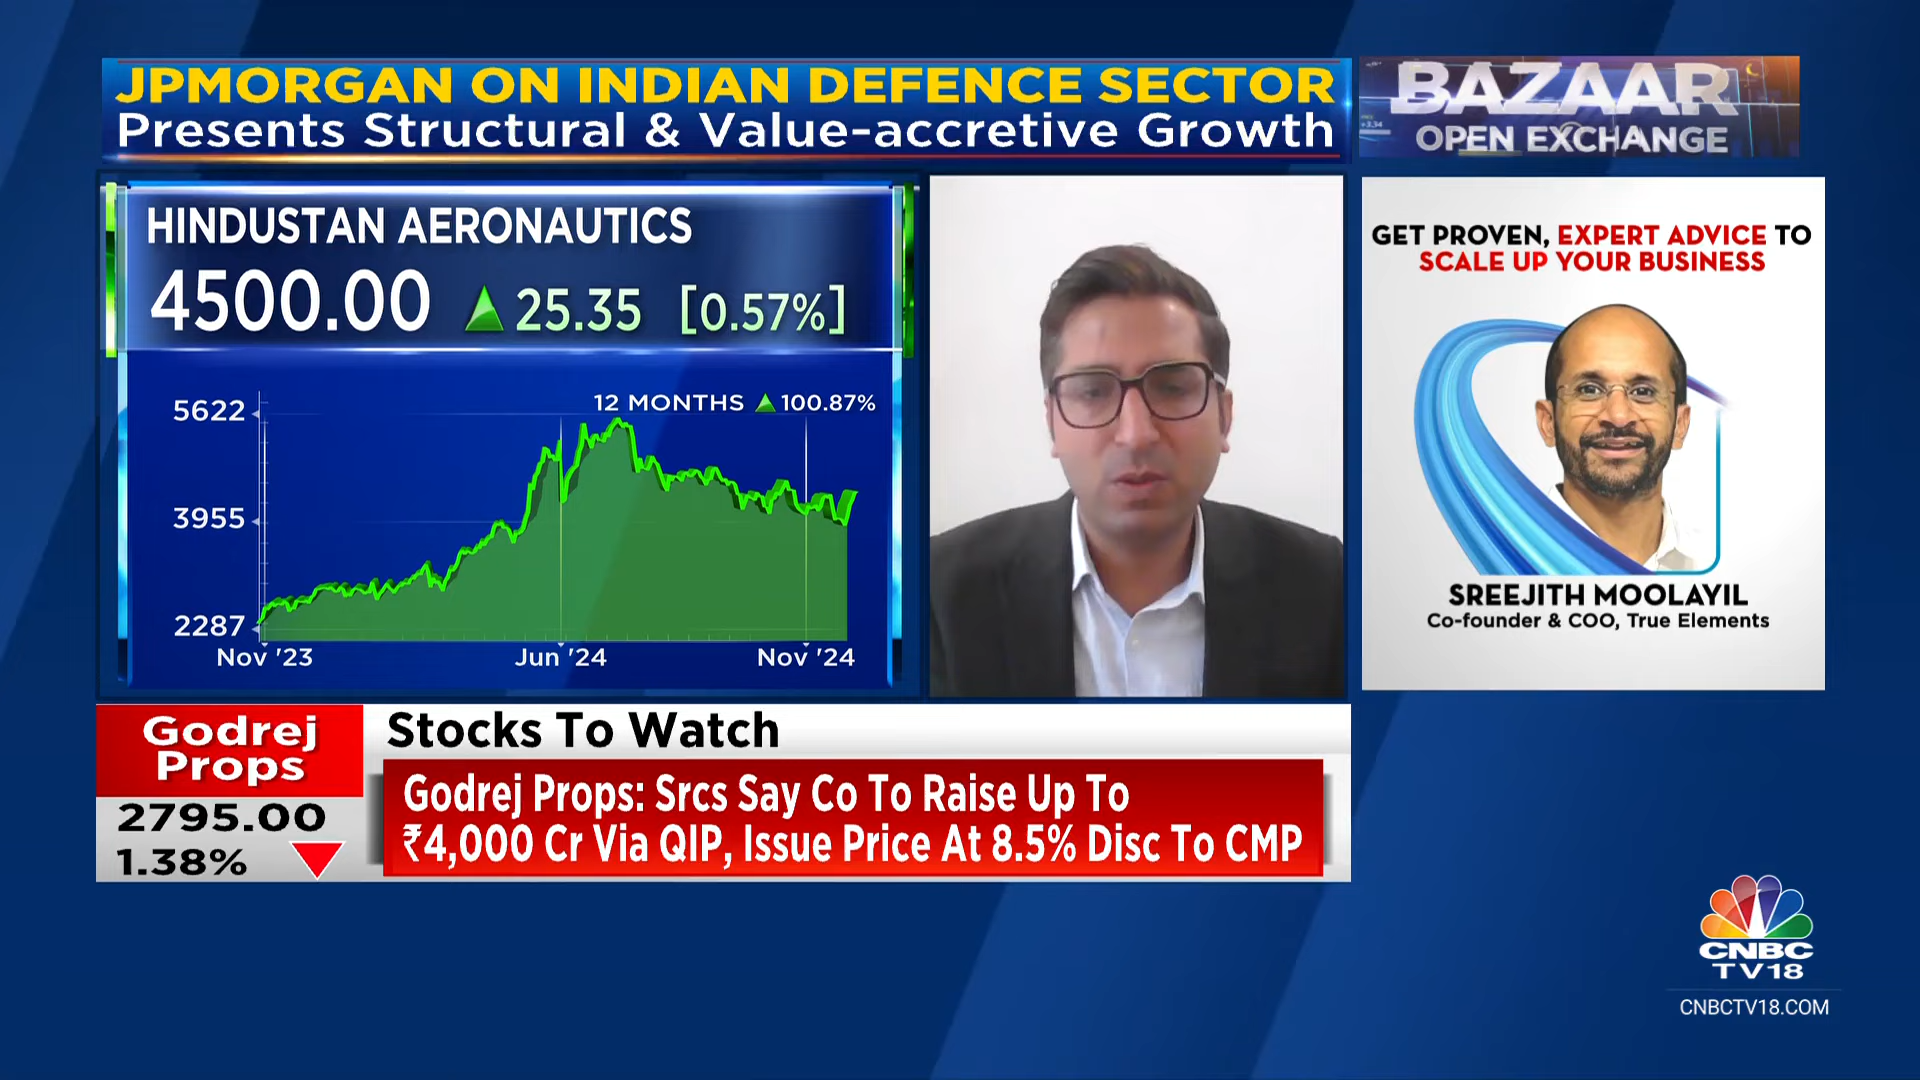 JPMORGAN ON INDIAN DEFENCE SECTOR
Presents Structural & Value-accretive Growth
BAZAAR
OPEN EXCHANGE
HINDUSTAN AERONAUTICS
4500.00 ▲ 25.35 [0.57%]
12 MONTHS ▲ 100.87%
5622
3955
2287
Nov '23 Jun '24 Nov '24
GET PROVEN, EXPERT ADVICE TO
SCALE UP YOUR BUSINESS
SREEJITH MOOLAYIL
Co-founder & COO, True Elements
Godrej
Props
2795.00
1.38% ▼
Stocks To Watch
Godrej Props: Srcs Say Co To Raise Up To
₹4,000 Cr Via QIP, Issue Price At 8.5% Disc To CMP
CNBC
TV18
CNBCTV18.COM